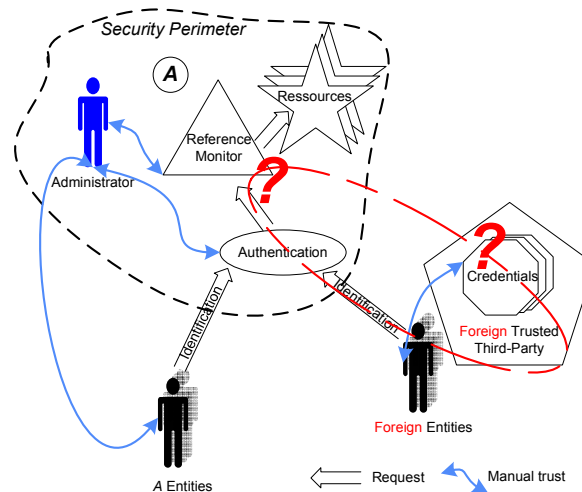 Security Perimeter
A
Ressources
Reference
Monitor
?
Administrator
?
Authentication
Credentials
Identification
Identification
Foreign Trusted
Third-Party
Foreign Entities
A Entities
Request
Manual trust